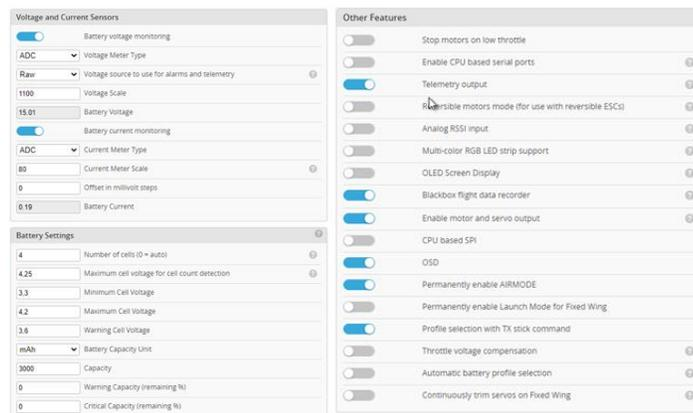 Voltage and Current Sensors
Battery voltage monitoring
ADC Voltage Meter Type
Raw Voltage source to use for alarms and telemetry
1100 Voltage Scale
15.01 Battery Voltage
Battery current monitoring
ADC Current Meter Type
80 Current Meter Scale
0 Offset in millivolt steps
0.19 Battery Current
Battery Settings
4 Number of cells (0 = auto)
4.25 Maximum cell voltage for cell count detection
3.3 Minimum Cell Voltage
4.2 Maximum Cell Voltage
3.6 Warning Cell Voltage
mAh Battery Capacity Unit
3000 Capacity
0 Warning Capacity (remaining %)
0 Critical Capacity (remaining %)
Other Features
Stop motors on low throttle
Enable CPU based serial ports
Telemetry output
Reversible motors mode (for use with reversible ESCs)
Analog RSSI input
Multi-color RGB LED strip support
OLED Screen Display
Blackbox flight data recorder
Enable motor and servo output
CPU based SPI
OSD
Permanently enable AIRMODE
Permanently enable Launch Mode for Fixed Wing
Profile selection with TX stick command
Throttle voltage compensation
Automatic battery profile selection
Continuously trim servos on Fixed Wing